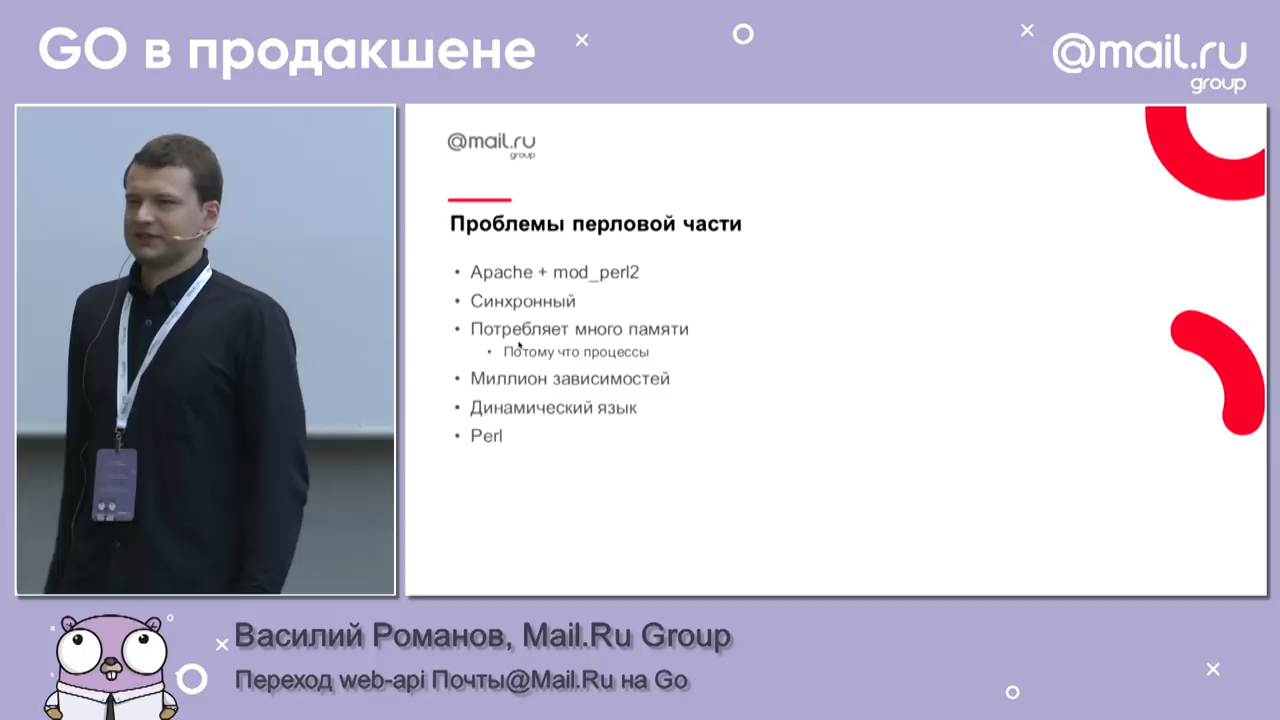 GO в продакшене
@mail.ru
group
@mail.ru
group
Проблемы перловой части
• Apache + mod_perl2
• Синхронный
• Потребляет много памяти
• Потому что процессы
• Миллион зависимостей
• Динамический язык
• Perl
Василий Романов, Mail.Ru Group
Переход web-api Почты@Mail.Ru на Go